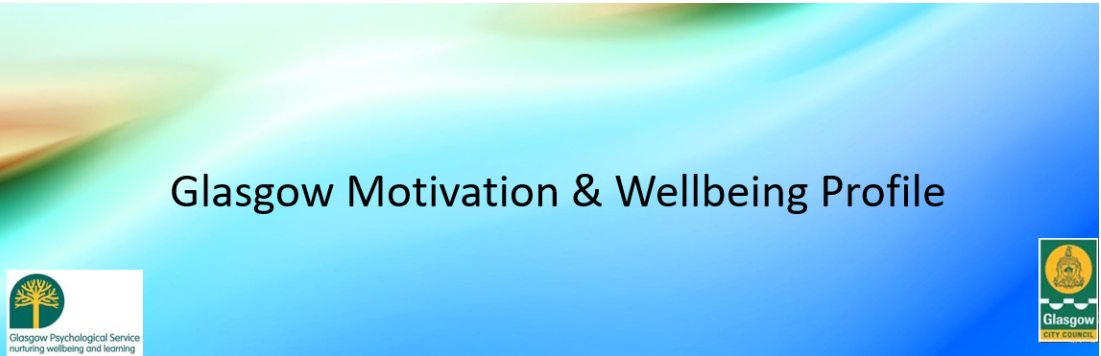 Glasgow Motivation & Wellbeing Profile
Glasgow Psychological Service
nurturing wellbeing and learning
Glasgow
CITY COUNCIL